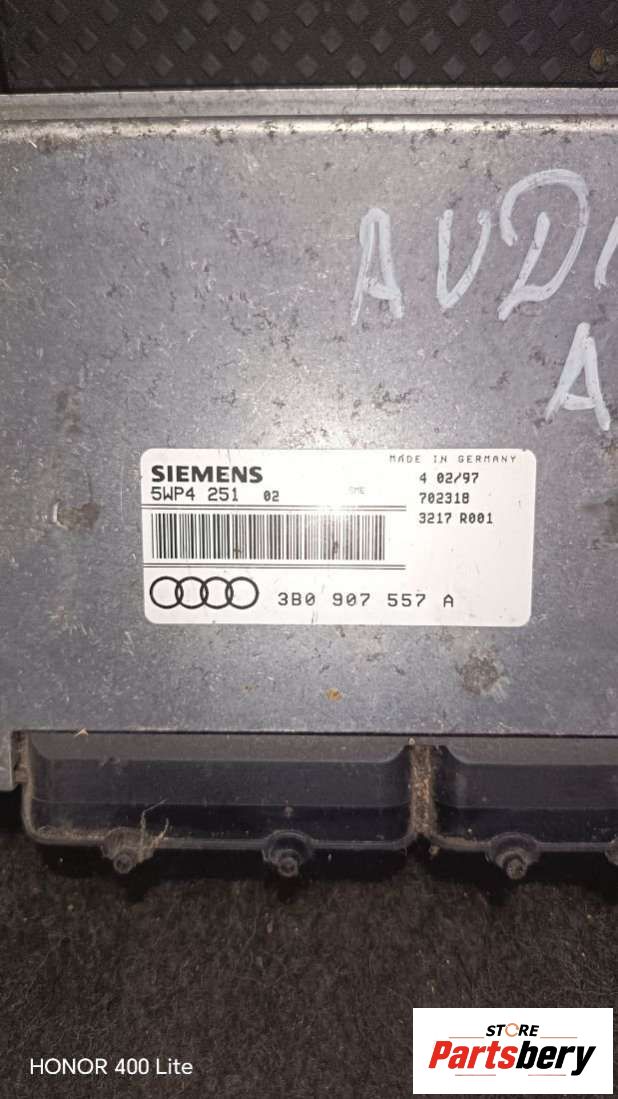 AUDI
A
MADE IN GERMANY
SIEMENS
4 02/97
5WP4 251 02
SME
702318
3217 R001
3B0 907 557 A
HONOR 400 Lite
STORE
Partsbery